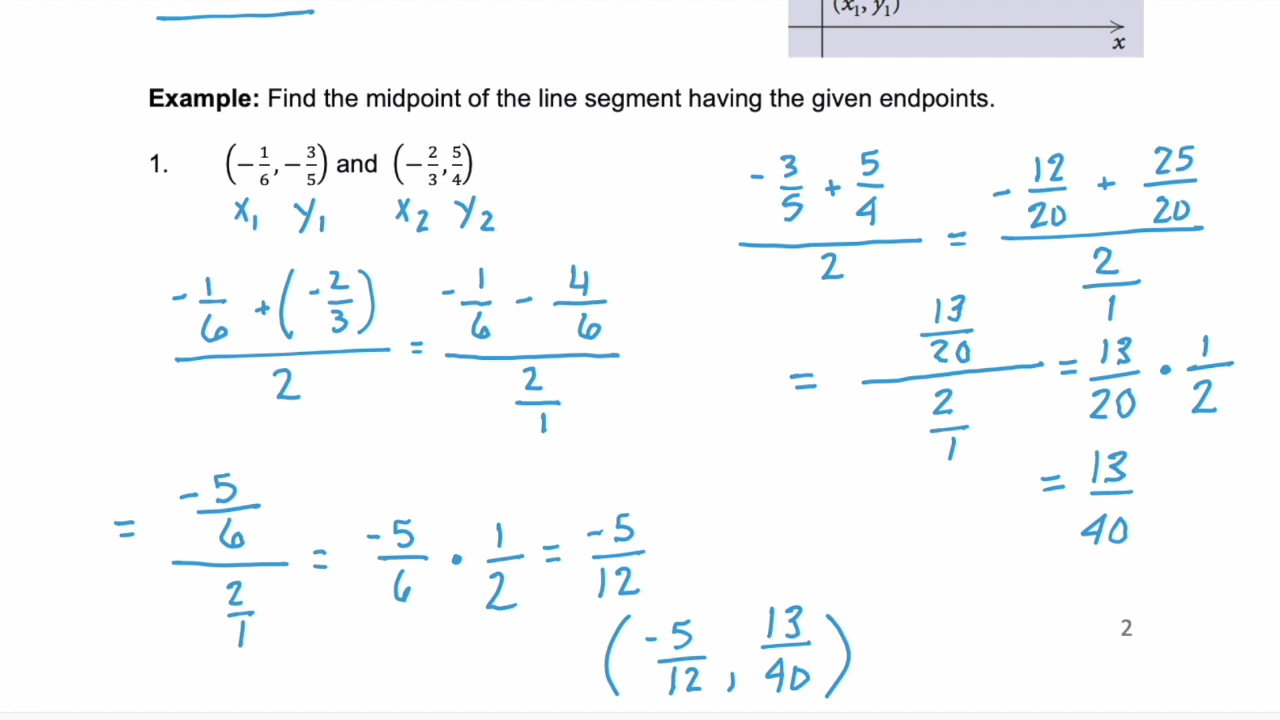 (x₁, y₁)
x
Example: Find the midpoint of the line segment having the given endpoints.
1. (−1/6, −3/5) and (−2/3, 5/4)
x₁ y₁ x₂ y₂
(-1/6 + (-2/3))/2 = (-1/6 - 4/6)/(2/1)
= (-5/6)/(2/1) = -5/6 · 1/2 = -5/12
(-3/5 + 5/4)/2 = (-12/20 + 25/20)/(2/1)
= (13/20)/(2/1) = 13/20 · 1/2
= 13/40
(-5/12, 13/40)
2